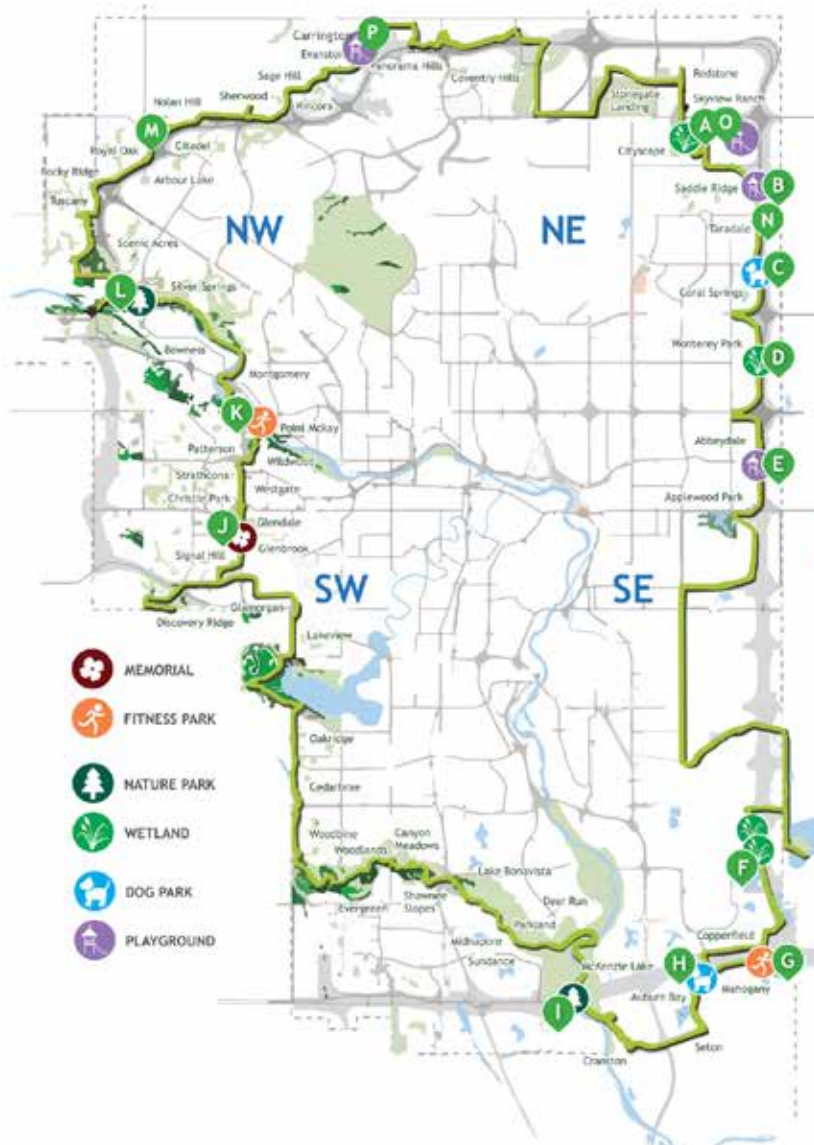 P
Carrington
Evanston
Panorama Hills
Coventry Hills
Sage Hill
Sherwood
Nolan Hill
Kincora
M
Royal Oak
Citadel
Rocky Ridge
Arbour Lake
Tuscany
Scenic Acres
NW
NE
Redstone
Stonegate
Landing
Skyview Ranch
A
O
Cityscape
Saddle Ridge
B
Taradale
N
C
Coral Springs
L
Silver Springs
Bowness
Montgomery
Monterey Park
D
K
Point McKay
Patterson
Wildwood
Strathcona
Westgate
Christie Park
Abbeydale
E
Applewood Park
J
Glendale
Glenbrook
Signal Hill
SW
SE
Glamorgan
Discovery Ridge
Lakeview
MEMORIAL
FITNESS PARK
NATURE PARK
WETLAND
DOG PARK
PLAYGROUND
Oakridge
Cedarbrae
Woodbine
Woodlands
Canyon
Meadows
Lake Bonavista
Evergreen
Shawnee
Slopes
Deer Run
Parkland
Midnapore
Sundance
McKenzie Lake
F
Copperfield
H
G
Auburn Bay
Mahogany
I
Seton
Cranston